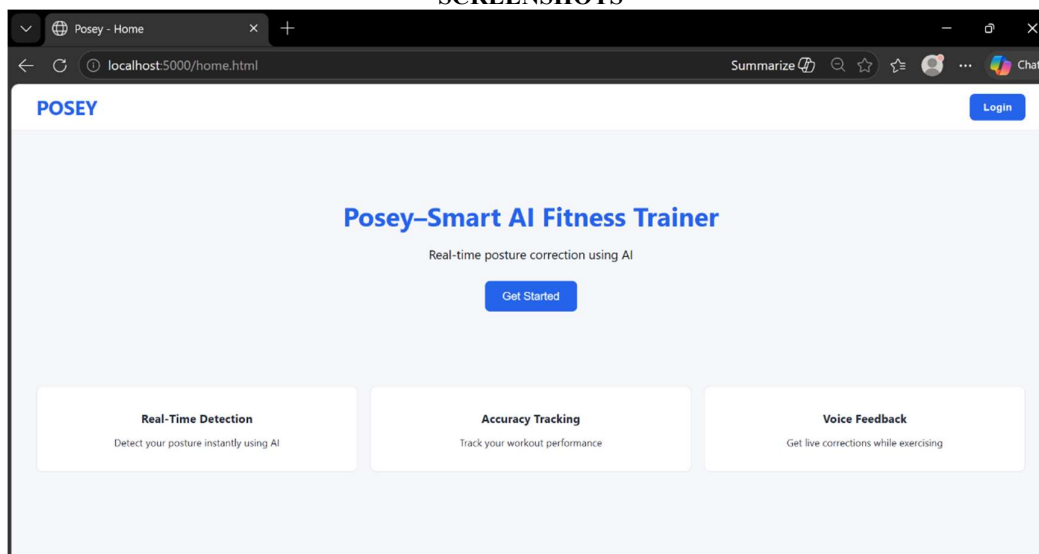 SCREENSHOTS
Posey - Home
localhost:5000/home.html
Summarize
Chat
POSEY
Login
Posey–Smart AI Fitness Trainer
Real-time posture correction using AI
Get Started
Real-Time Detection
Detect your posture instantly using AI
Accuracy Tracking
Track your workout performance
Voice Feedback
Get live corrections while exercising